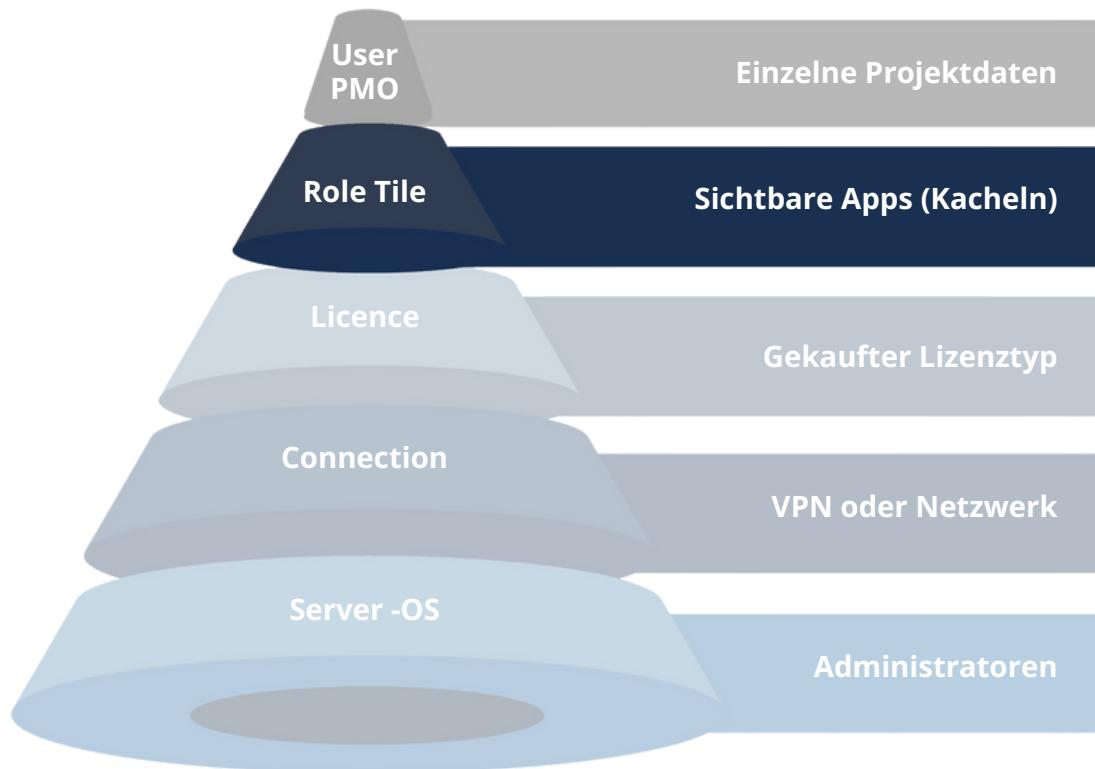 User
PMO
Einzelne Projektdaten
Role Tile
Sichtbare Apps (Kacheln)
Licence
Gekaufter Lizenztyp
Connection
VPN oder Netzwerk
Server -OS
Administratoren